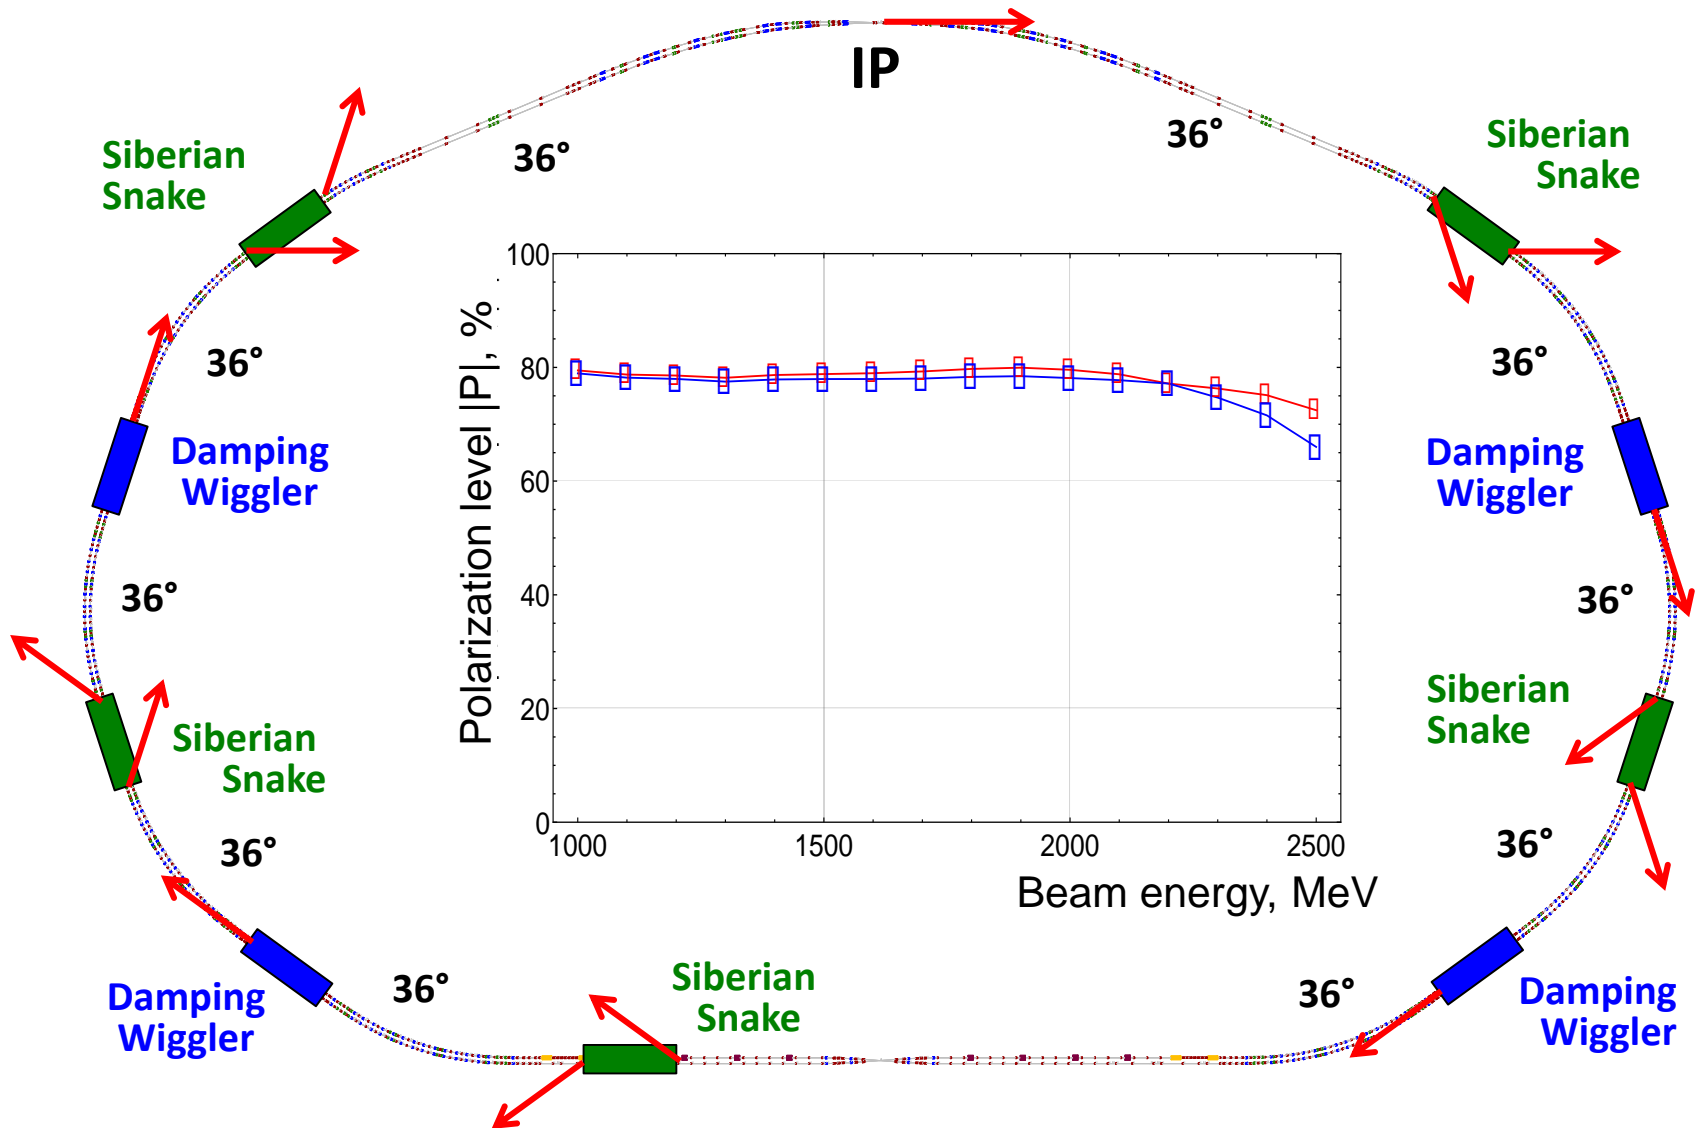 IP
36°
36°
Siberian
Snake
Siberian
Snake
36°
36°
Damping
Wiggler
Damping
Wiggler
Polarization level |P|, %
100
80
60
40
20
0
1000
1500
2000
2500
Beam energy, MeV
36°
36°
Siberian
Snake
Siberian
Snake
36°
36°
Damping
Wiggler
36°
Siberian
Snake
36°
Damping
Wiggler